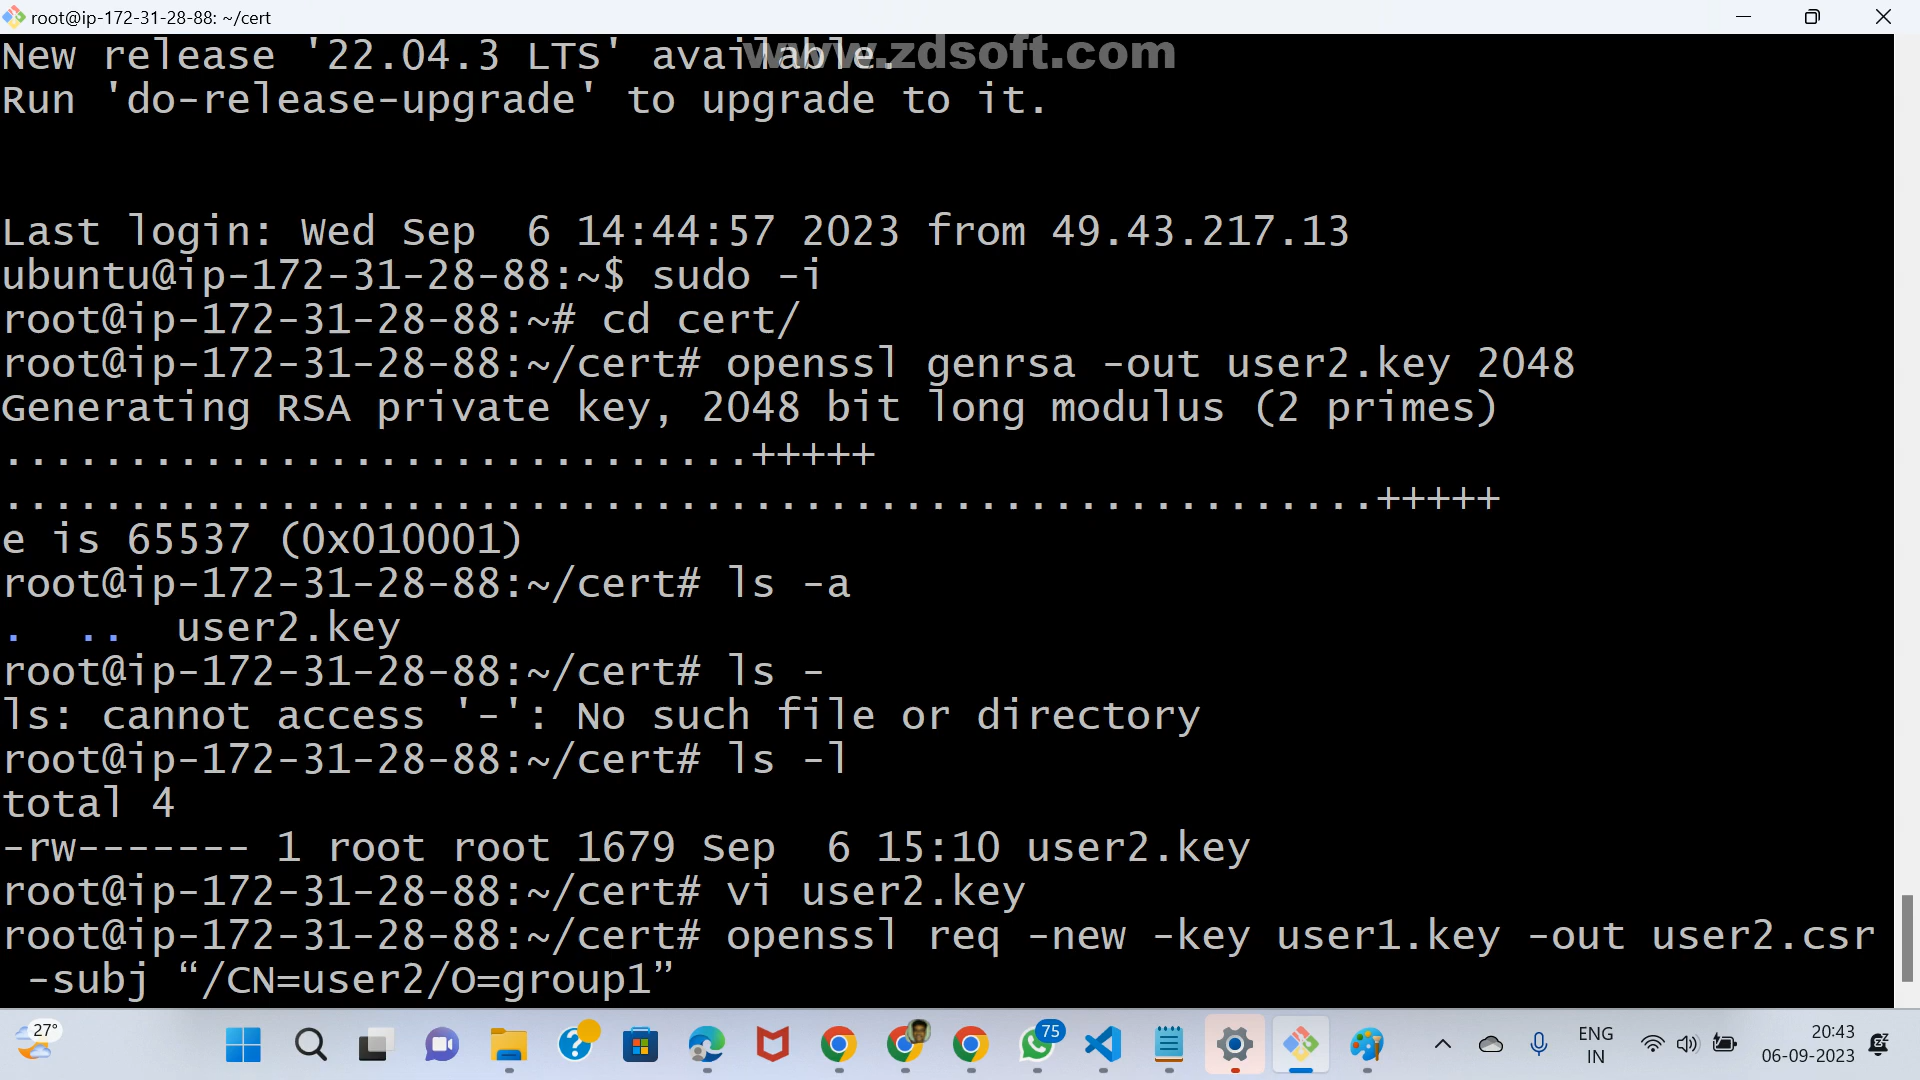 root@ip-172-31-28-88: ~/cert
New release '22.04.3 LTS' available.
www.zdsoft.com
Run 'do-release-upgrade' to upgrade to it.
Last login: Wed Sep  6 14:44:57 2023 from 49.43.217.13
ubuntu@ip-172-31-28-88:~$ sudo -i
root@ip-172-31-28-88:~# cd cert/
root@ip-172-31-28-88:~/cert# openssl genrsa -out user2.key 2048
Generating RSA private key, 2048 bit long modulus (2 primes)
..............................+++++
.......................................................+++++
e is 65537 (0x010001)
root@ip-172-31-28-88:~/cert# ls -a
.  ..  user2.key
root@ip-172-31-28-88:~/cert# ls -
ls: cannot access '-': No such file or directory
root@ip-172-31-28-88:~/cert# ls -l
total 4
-rw------- 1 root root 1679 Sep  6 15:10 user2.key
root@ip-172-31-28-88:~/cert# vi user2.key
root@ip-172-31-28-88:~/cert# openssl req -new -key user1.key -out user2.csr
 -subj “/CN=user2/O=group1”
27°
75
ENG
IN
20:43
06-09-2023